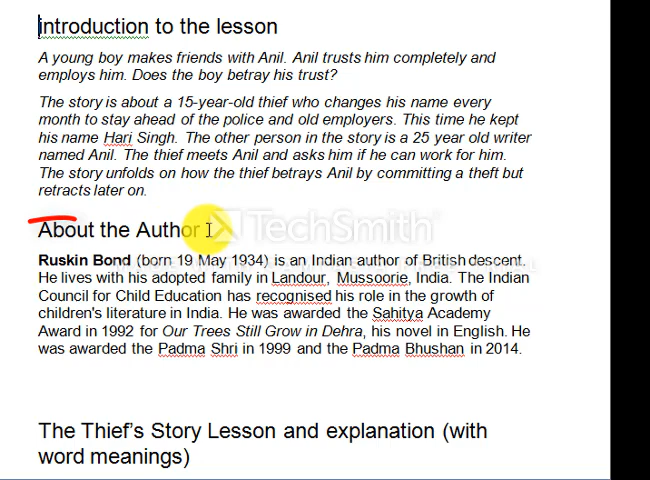 Introduction to the lesson
A young boy makes friends with Anil. Anil trusts him completely and
employs him. Does the boy betray his trust?
The story is about a 15-year-old thief who changes his name every
month to stay ahead of the police and old employers. This time he kept
his name Hari Singh. The other person in the story is a 25 year old writer
named Anil. The thief meets Anil and asks him if he can work for him.
The story unfolds on how the thief betrays Anil by committing a theft but
retracts later on.
TechSmith
About the Author
Ruskin Bond (born 19 May 1934) is an Indian author of British descent.
He lives with his adopted family in Landour, Mussoorie, India. The Indian
Council for Child Education has recognised his role in the growth of
children's literature in India. He was awarded the Sahitya Academy
Award in 1992 for Our Trees Still Grow in Dehra, his novel in English. He
was awarded the Padma Shri in 1999 and the Padma Bhushan in 2014.
The Thief’s Story Lesson and explanation (with
word meanings)